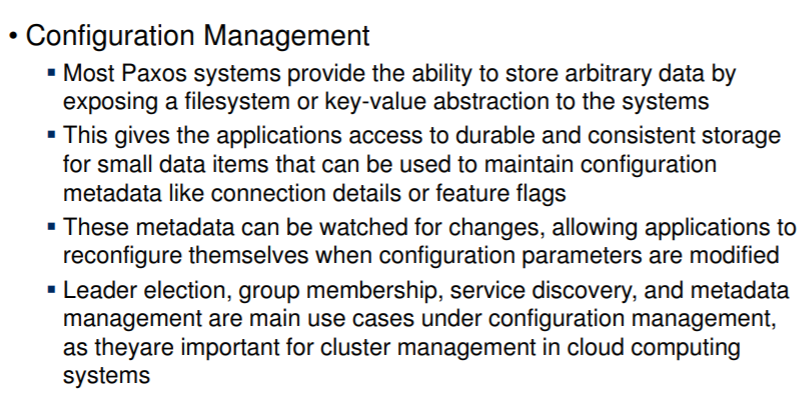 • Configuration Management
▪ Most Paxos systems provide the ability to store arbitrary data by
exposing a filesystem or key-value abstraction to the systems
▪ This gives the applications access to durable and consistent storage
for small data items that can be used to maintain configuration
metadata like connection details or feature flags
▪ These metadata can be watched for changes, allowing applications to
reconfigure themselves when configuration parameters are modified
▪ Leader election, group membership, service discovery, and metadata
management are main use cases under configuration management,
as theyare important for cluster management in cloud computing
systems